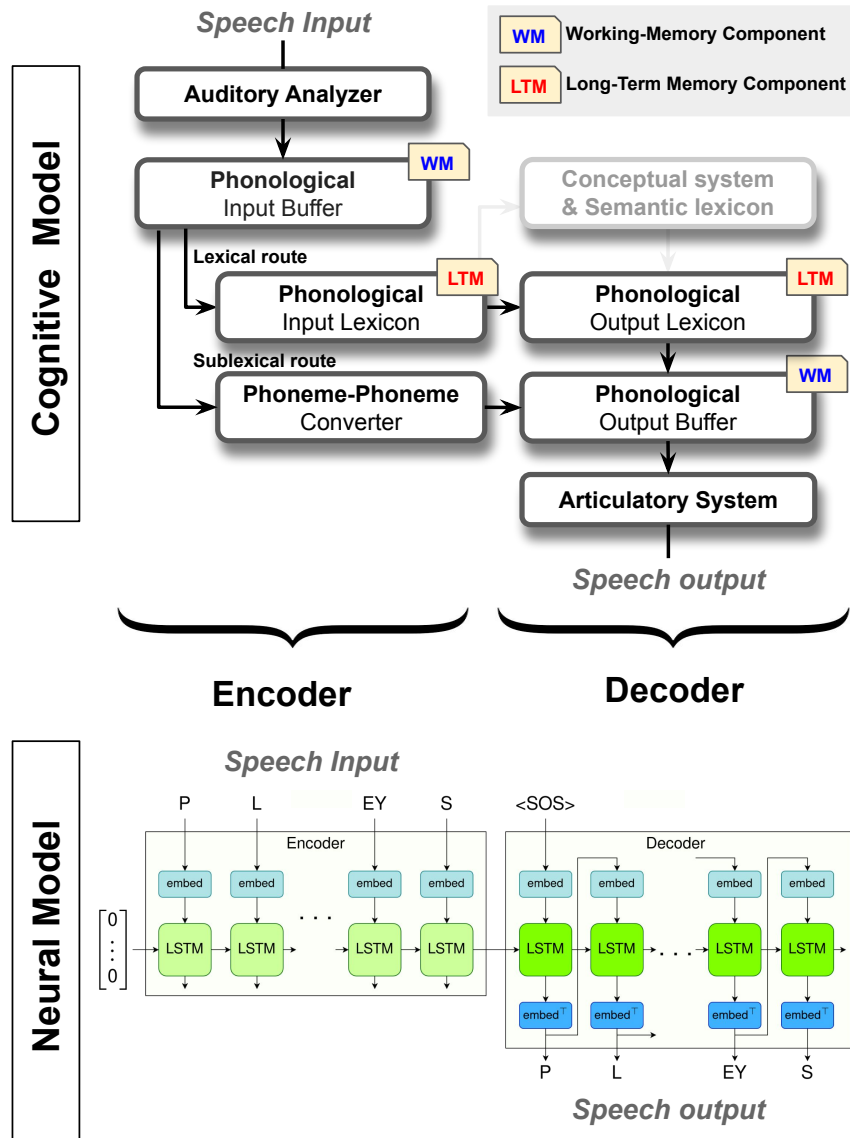 Speech Input
WM Working-Memory Component
LTM Long-Term Memory Component
Cognitive Model
Auditory Analyzer
WM
Phonological
Input Buffer
Conceptual system
& Semantic lexicon
Lexical route
LTM
Phonological
Input Lexicon
LTM
Phonological
Output Lexicon
Sublexical route
Phoneme-Phoneme
Converter
WM
Phonological
Output Buffer
Articulatory System
Speech output
Encoder
Decoder
Neural Model
Speech Input
P L EY S <SOS>
Encoder
Decoder
embed embed embed embed embed embed embed embed
0
⋮
0
LSTM LSTM . . . LSTM LSTM LSTM LSTM . . . LSTM LSTM
embed⊤ embed⊤ embed⊤ embed⊤
P L EY S
Speech output